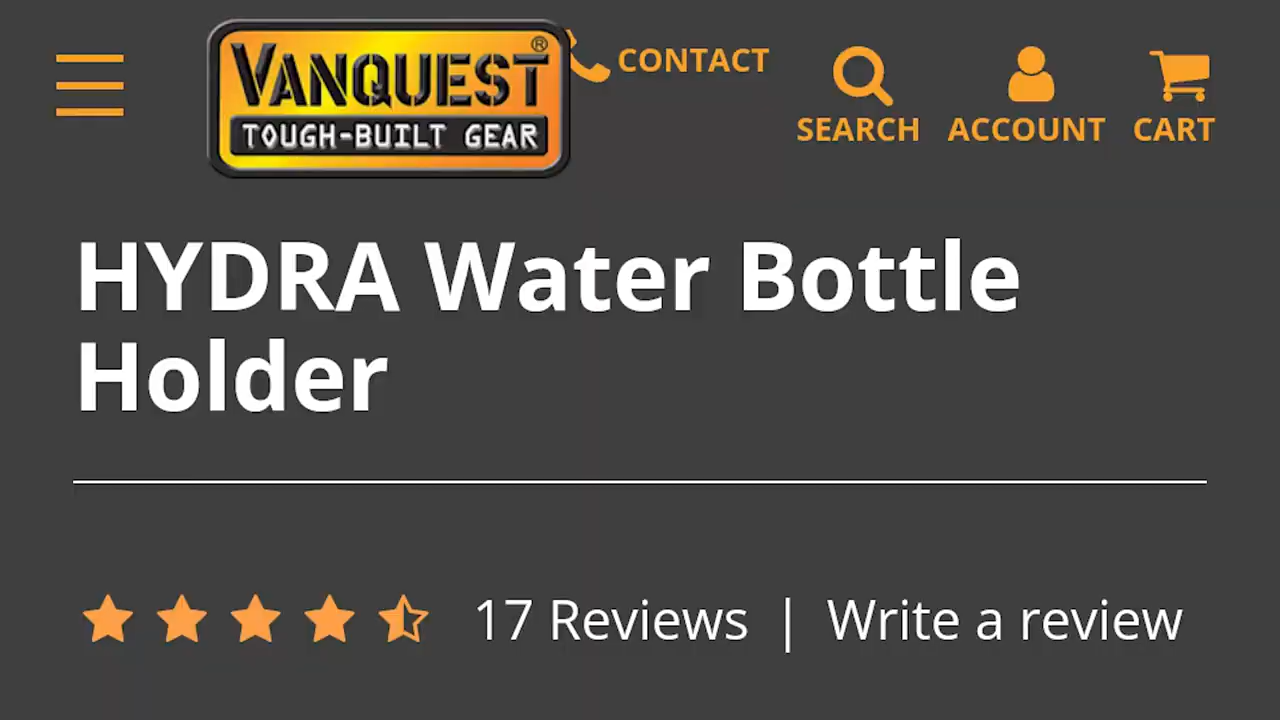 VANQUEST®
TOUGH-BUILT GEAR
CONTACT
SEARCH
ACCOUNT
CART
HYDRA Water Bottle
Holder
17 Reviews | Write a review